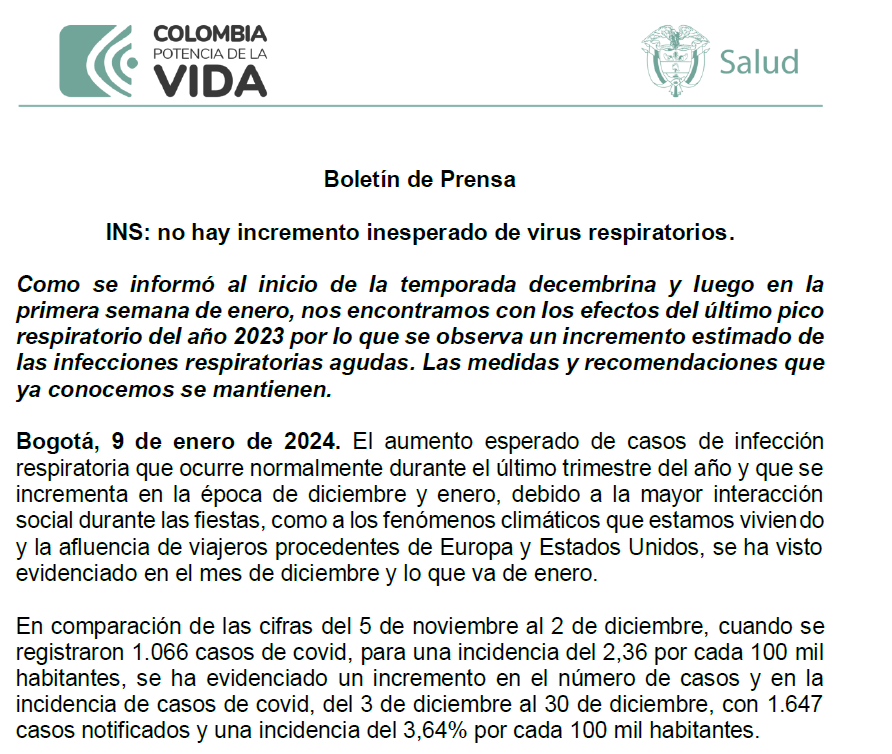 COLOMBIA
POTENCIA DE LA
VIDA
Salud
Boletín de Prensa
INS: no hay incremento inesperado de virus respiratorios.
Como se informó al inicio de la temporada decembrina y luego en la
primera semana de enero, nos encontramos con los efectos del último pico
respiratorio del año 2023 por lo que se observa un incremento estimado de
las infecciones respiratorias agudas. Las medidas y recomendaciones que
ya conocemos se mantienen.
Bogotá, 9 de enero de 2024. El aumento esperado de casos de infección
respiratoria que ocurre normalmente durante el último trimestre del año y que se
incrementa en la época de diciembre y enero, debido a la mayor interacción
social durante las fiestas, como a los fenómenos climáticos que estamos viviendo
y la afluencia de viajeros procedentes de Europa y Estados Unidos, se ha visto
evidenciado en el mes de diciembre y lo que va de enero.
En comparación de las cifras del 5 de noviembre al 2 de diciembre, cuando se
registraron 1.066 casos de covid, para una incidencia del 2,36 por cada 100 mil
habitantes, se ha evidenciado un incremento en el número de casos y en la
incidencia de casos de covid, del 3 de diciembre al 30 de diciembre, con 1.647
casos notificados y una incidencia del 3,64% por cada 100 mil habitantes.